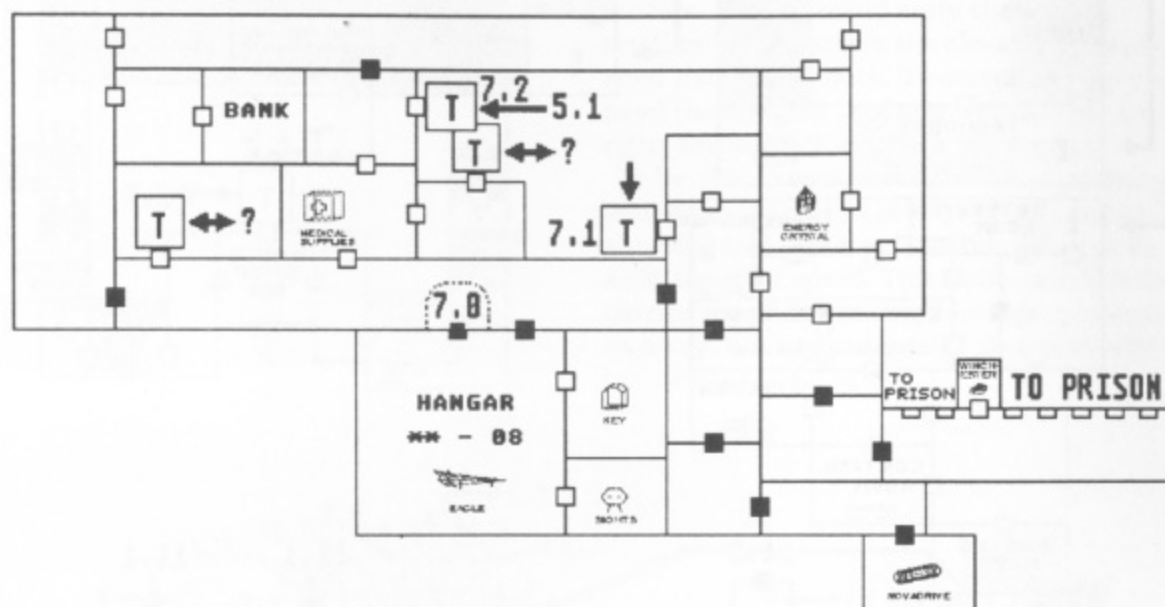 BANK
T
7.2
5.1
T
?
T
?
MEDICAL
SUPPLIES
7.1
T
ENERGY
CRYSTAL
7.0
TO
PRISON
TO PRISON
HANGAR
- 08
KEY
EAGLE
SIGHTS
NOVADRIVE